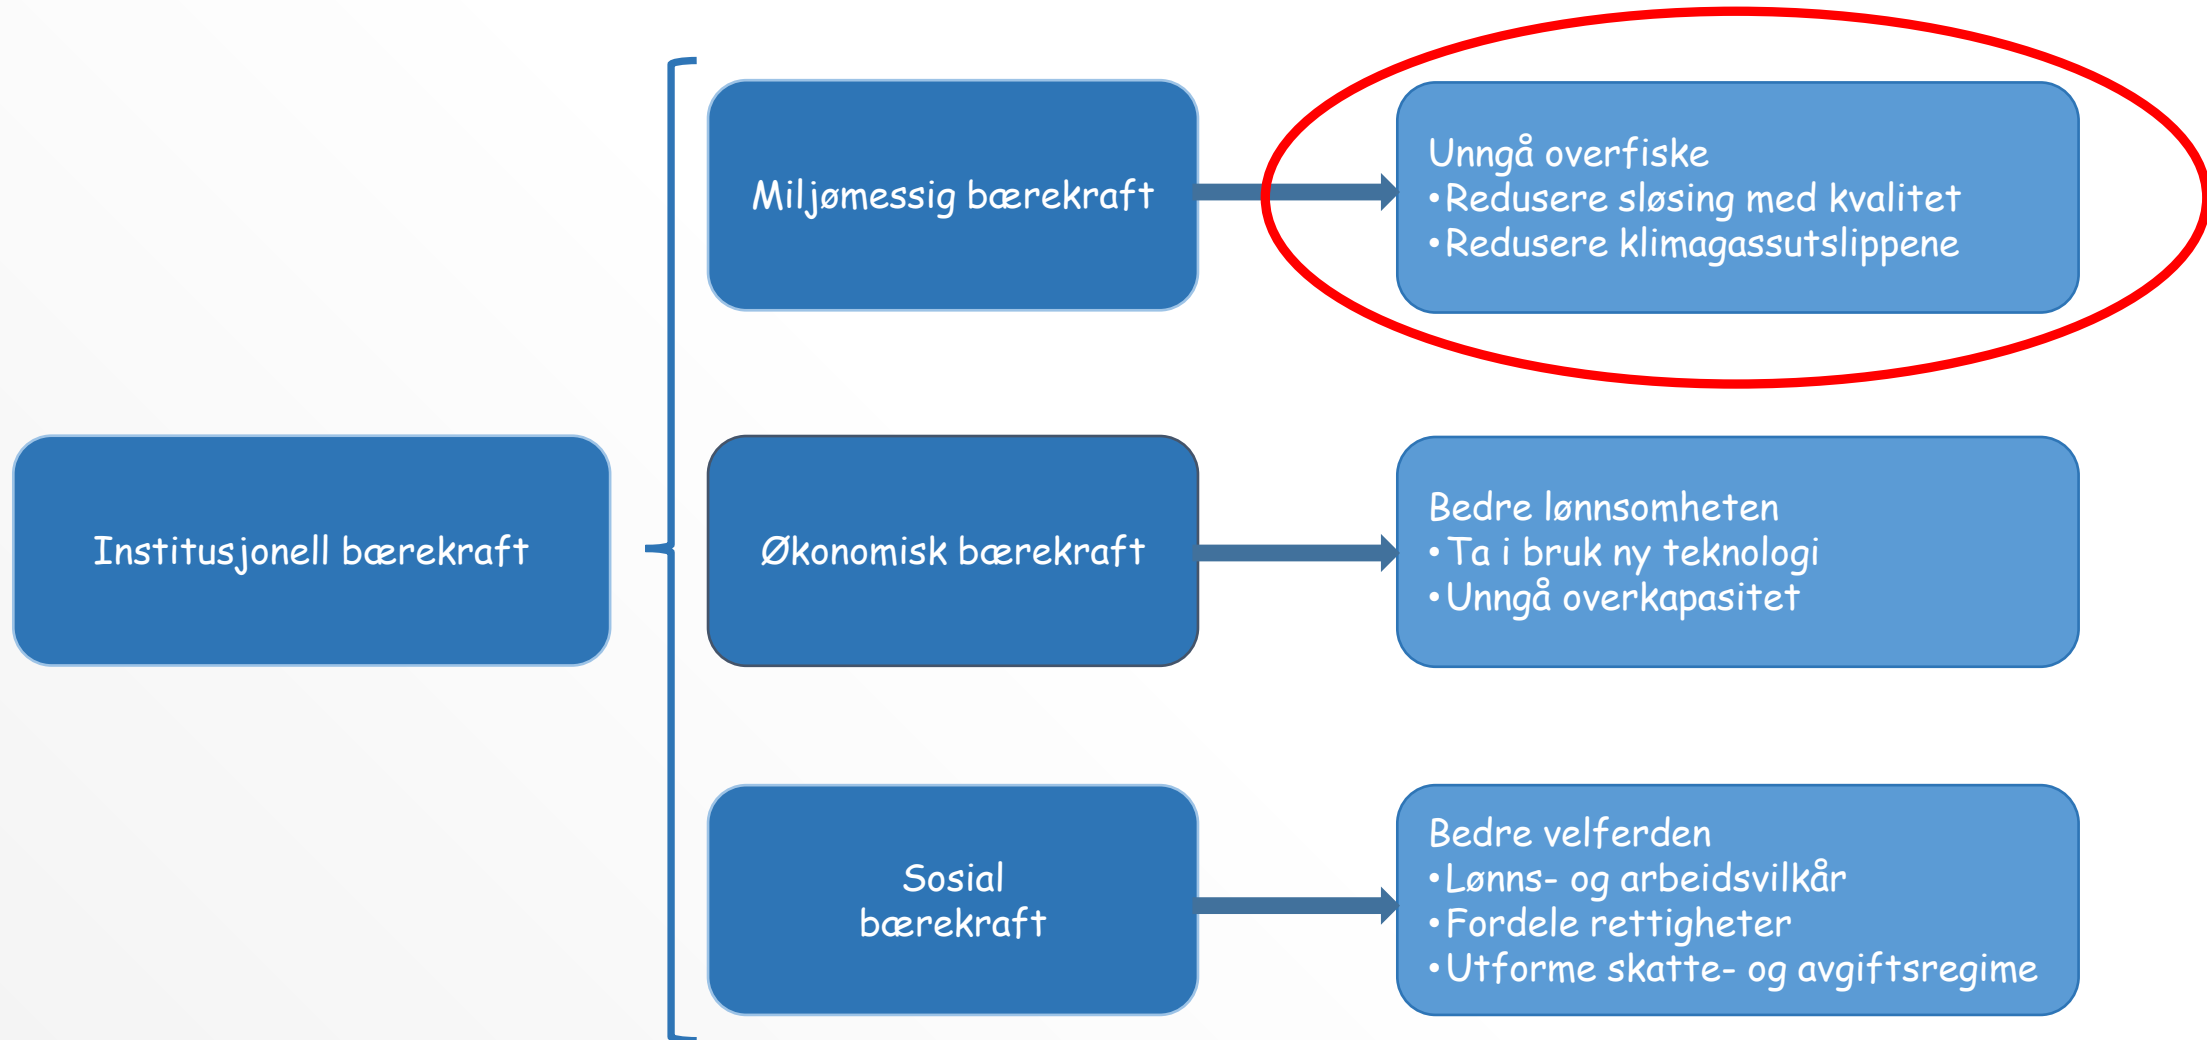 Miljømessig bærekraft
Unngå overfiske
•Redusere sløsing med kvalitet
•Redusere klimagassutslippene
Institusjonell bærekraft
Økonomisk bærekraft
Bedre lønnsomheten
•Ta i bruk ny teknologi
•Unngå overkapasitet
Sosial
bærekraft
Bedre velferden
•Lønns- og arbeidsvilkår
•Fordele rettigheter
•Utforme skatte- og avgiftsregime